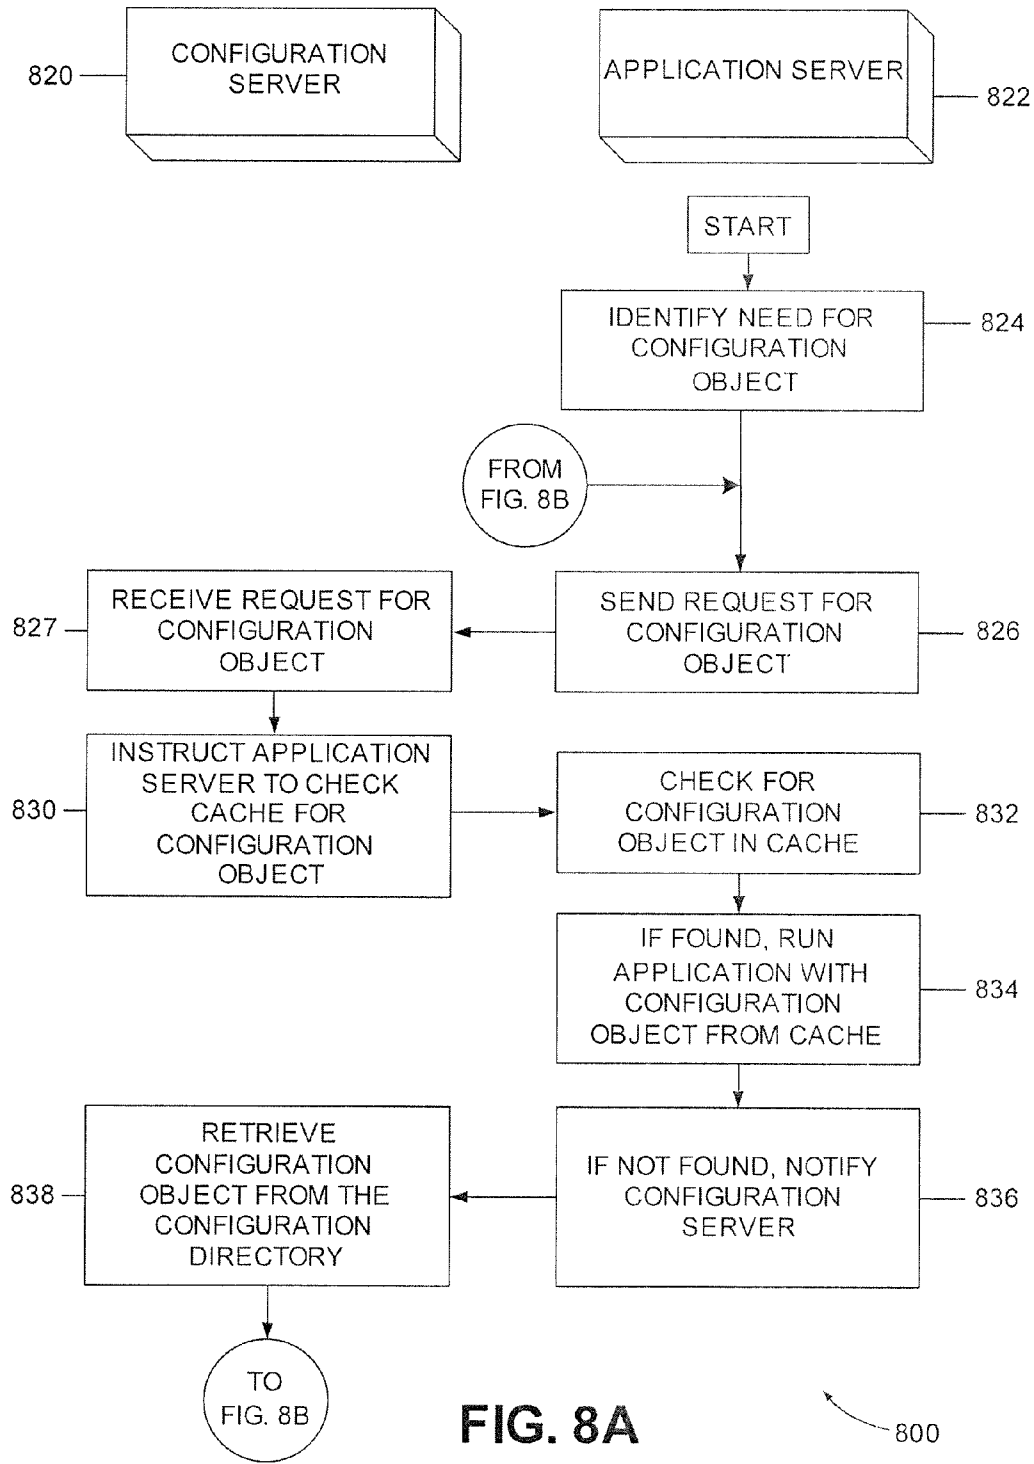 820
CONFIGURATION
SERVER
APPLICATION SERVER
822
START
IDENTIFY NEED FOR
CONFIGURATION
OBJECT
824
FROM
FIG. 8B
827
RECEIVE REQUEST FOR
CONFIGURATION
OBJECT
SEND REQUEST FOR
CONFIGURATION
OBJECT
826
830
INSTRUCT APPLICATION
SERVER TO CHECK
CACHE FOR
CONFIGURATION
OBJECT
CHECK FOR
CONFIGURATION
OBJECT IN CACHE
832
IF FOUND, RUN
APPLICATION WITH
CONFIGURATION
OBJECT FROM CACHE
834
838
RETRIEVE
CONFIGURATION
OBJECT FROM THE
CONFIGURATION
DIRECTORY
IF NOT FOUND, NOTIFY
CONFIGURATION
SERVER
836
TO
FIG. 8B
FIG. 8A
800